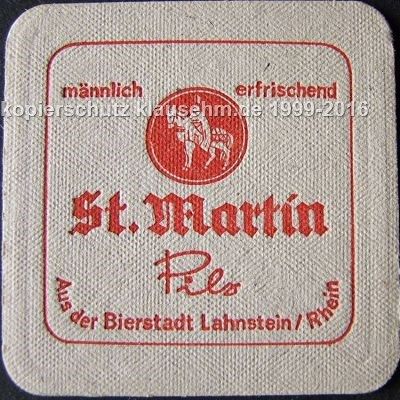 männlich erfrischend
kopierschutz klausehm.de 1999-2016
St. Martin
Pils
Aus der Bierstadt Lahnstein/Rhein